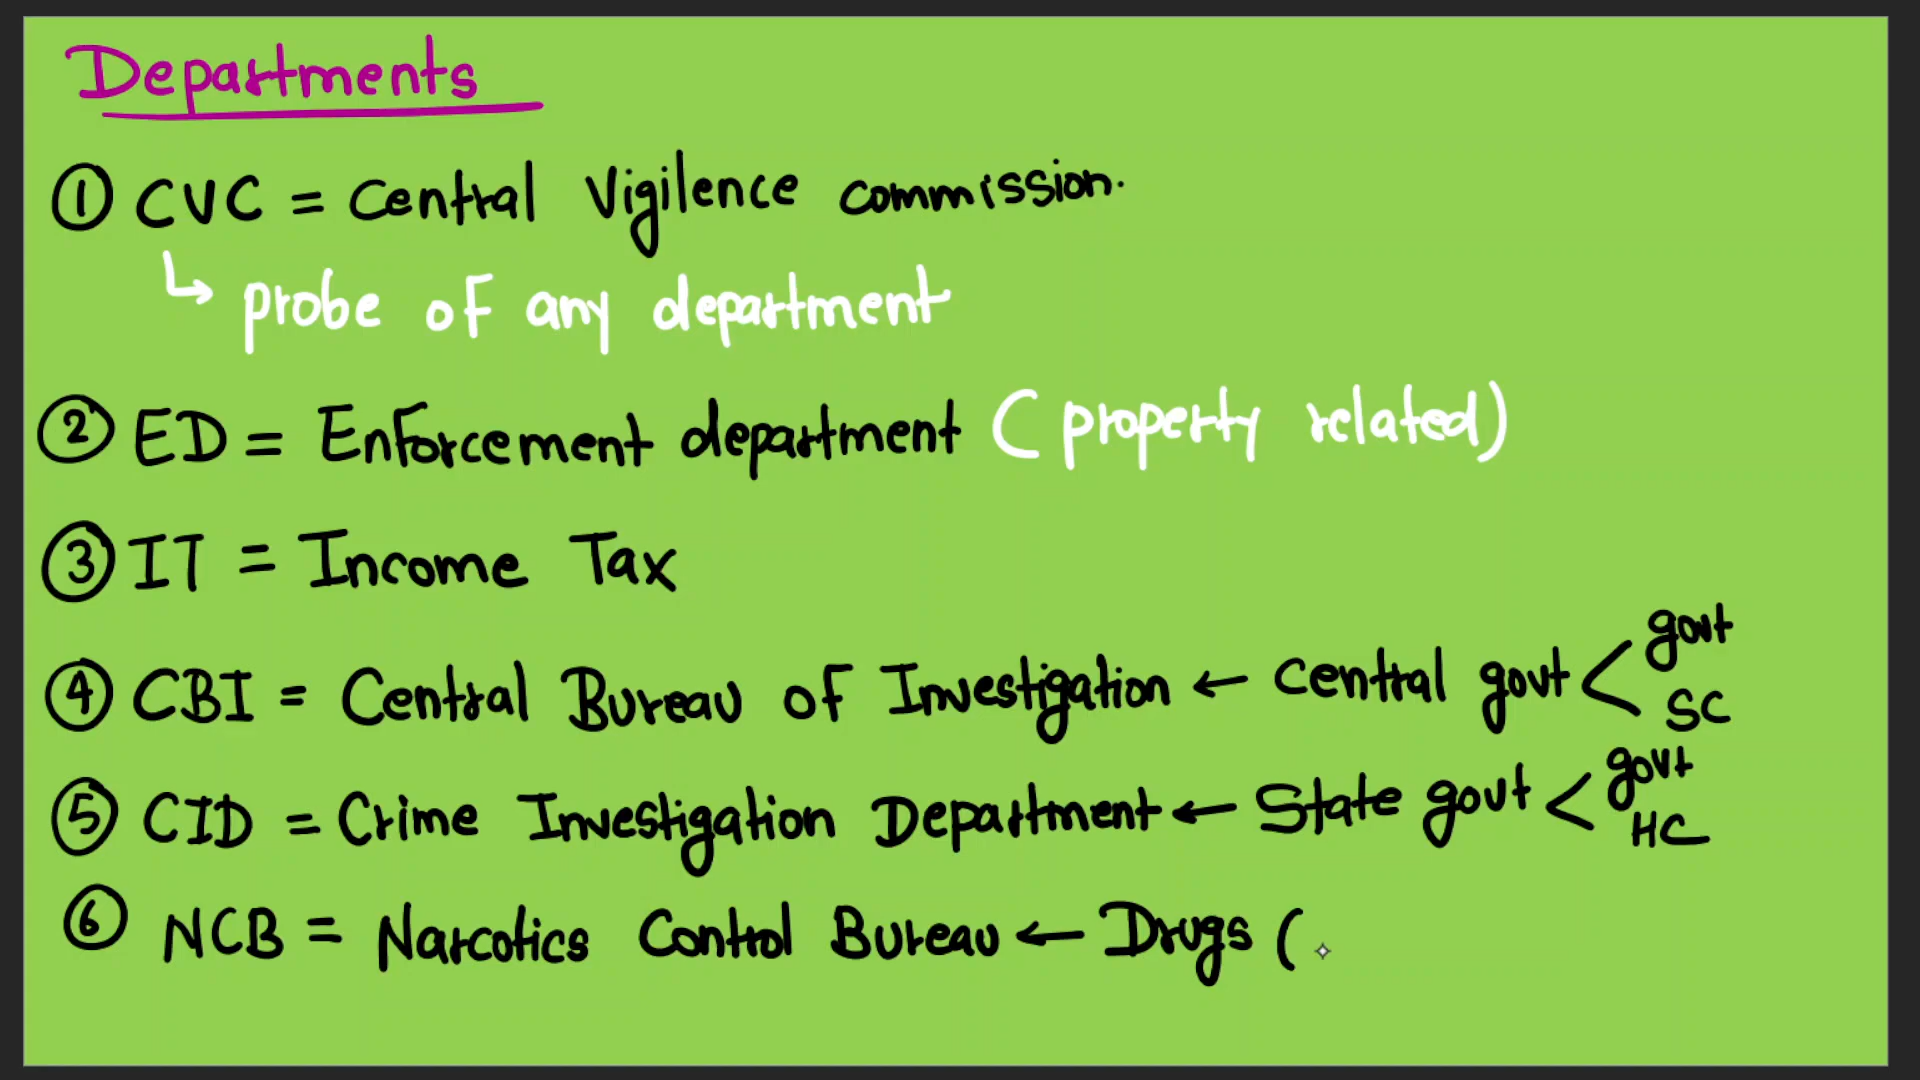 Departments
① CVC = Central Vigilence commission.
↳ probe of any department
② ED = Enforcement department (property related)
③ IT = Income Tax
④ CBI = Central Bureau of Investigation ← central govt < govt SC
⑤ CID = Crime Investigation Department ← State govt < govt HC
⑥ NCB = Narcotics Control Bureau ← Drugs (